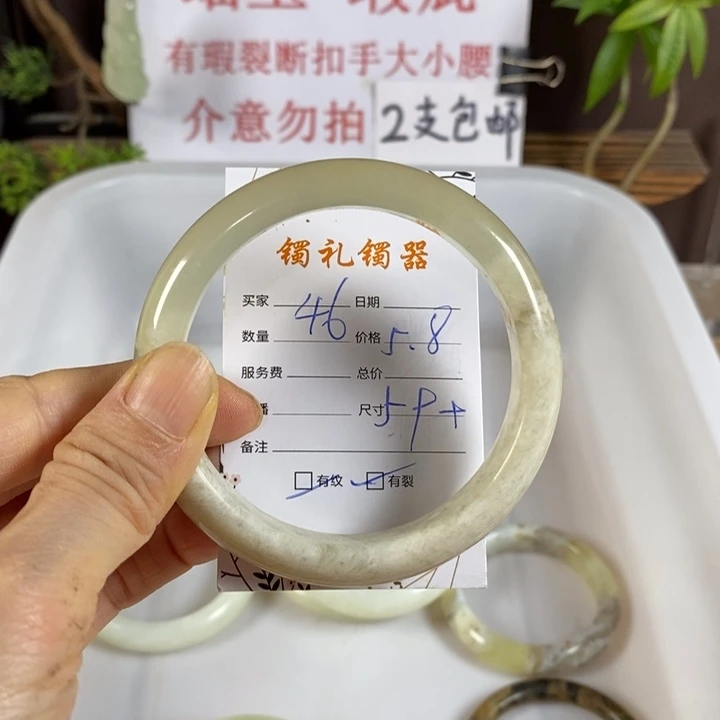 有瑕裂断扣手大小腰
介意勿拍 2支包邮
镯礼镯器
买家 46 日期
数量 价格 5.8
服务费 总价
播 尺寸 59+
备注
有纹 有裂